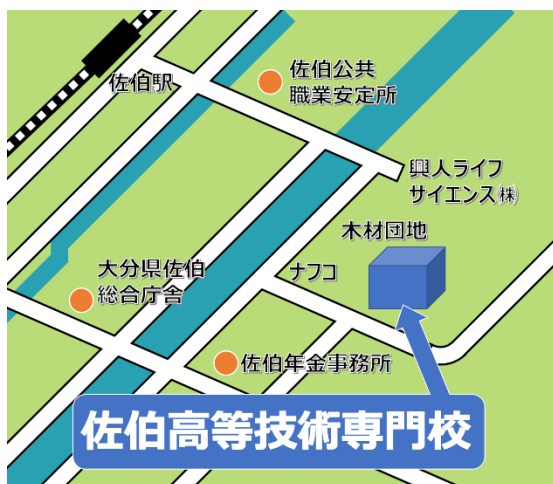 佐伯駅
佐伯公共
職業安定所
興人ライフ
サイエンス㈱
木材団地
ナフコ
大分県佐伯
総合庁舎
佐伯年金事務所
佐伯高等技術専門校